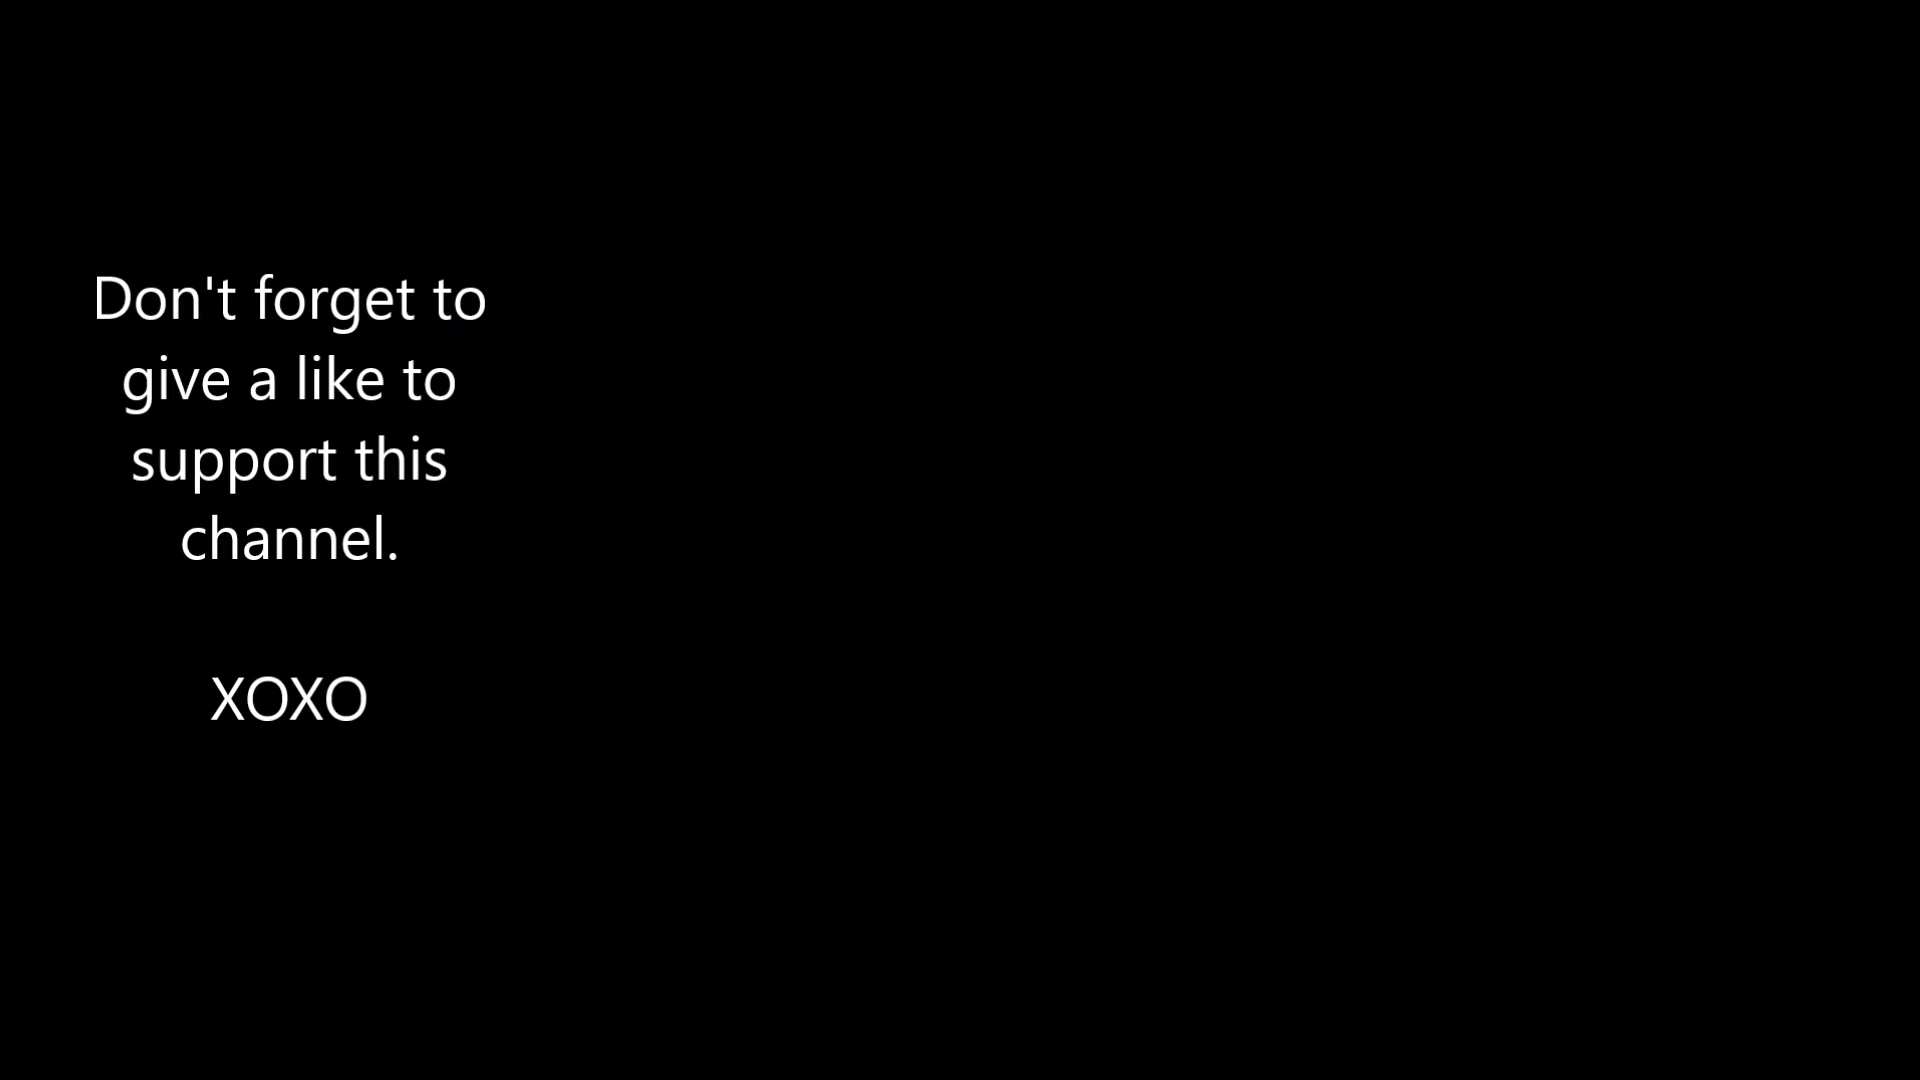 Don't forget to
give a like to
support this
channel.
XOXO